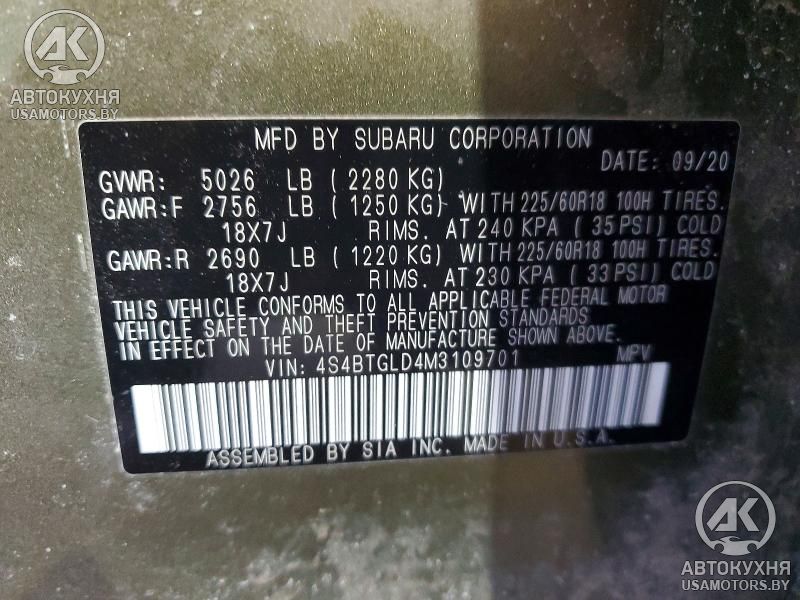 AK
АВТОКУХНЯ
USAMOTORS.BY
MFD BY SUBARU CORPORATION
DATE: 09/20
GVWR: 5026 LB ( 2280 KG)
GAWR:F 2756 LB ( 1250 KG) WITH 225/60R18 100H TIRES.
18X7J RIMS. AT 240 KPA ( 35 PSI) COLD
GAWR:R 2690 LB ( 1220 KG) WITH 225/60R18 100H TIRES.
18X7J RIMS. AT 230 KPA ( 33 PSI) COLD
THIS VEHICLE CONFORMS TO ALL APPLICABLE FEDERAL MOTOR
VEHICLE SAFETY AND THEFT PREVENTION STANDARDS
IN EFFECT ON THE DATE OF MANUFACTURE SHOWN ABOVE.
VIN: 4S4BTGLD4M3109701 MPV
ASSEMBLED BY SIA INC. MADE IN U.S.A.
AK
АВТОКУХНЯ
USAMOTORS.BY